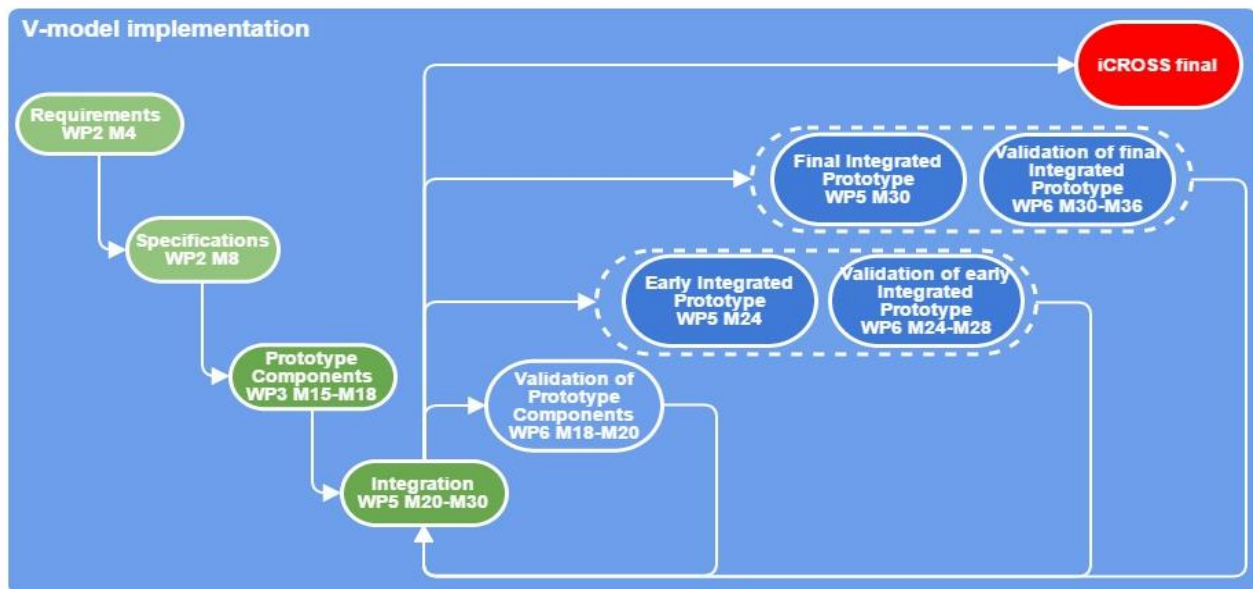 V-model implementation
iCROSS final
Requirements
WP2 M4
Final Integrated
Prototype
WP5 M30
Validation of final
Integrated
Prototype
WP6 M30-M36
Specifications
WP2 M8
Early Integrated
Prototype
WP5 M24
Validation of early
Integrated
Prototype
WP6 M24-M28
Prototype
Components
WP3 M15-M18
Validation of
Prototype
Components
WP6 M18-M20
Integration
WP5 M20-M30